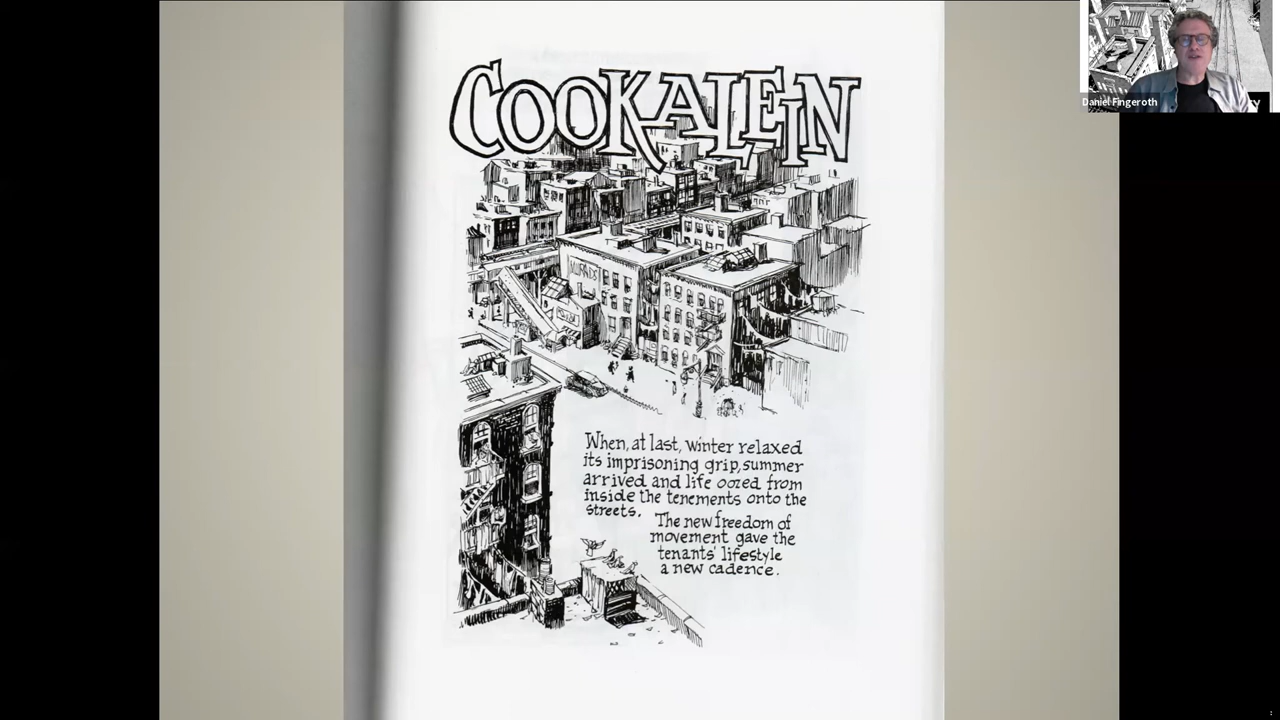 COOKALEIN
When, at last, winter relaxed
its imprisoning grip, summer
arrived and life oozed from
inside the tenements onto the
streets.
The new freedom of
movement gave the
tenants' lifestyle
a new cadence.
Daniel Fingeroth